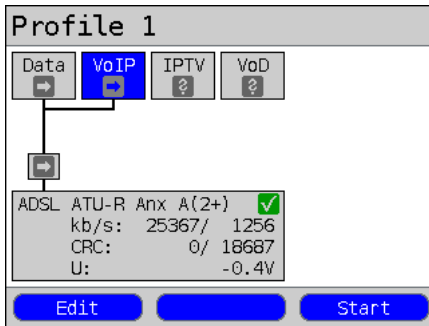 Profile 1
Data VoIP IPTV VoD
? ?
ADSL ATU-R Anx A(2+)
kb/s: 25367/ 1256
CRC: 0/ 18687
U: -0.4V
Edit Start